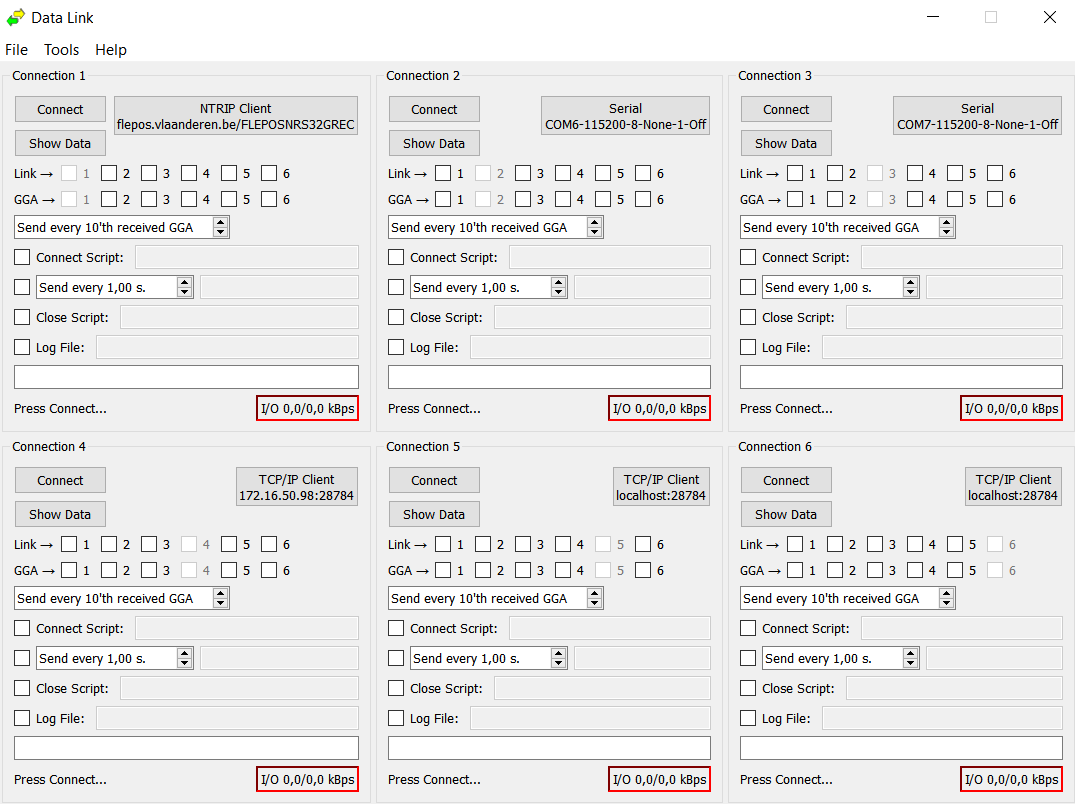 Data Link
File Tools Help
Connection 1
Connect
NTRIP Client
flepos.vlaanderen.be/FLEPOSNRS32GREC
Show Data
Link → 1 2 3 4 5 6
GGA → 1 2 3 4 5 6
Send every 10'th received GGA
Connect Script:
Send every 1,00 s.
Close Script:
Log File:
Press Connect...
I/O 0,0/0,0 kBps
Connection 2
Connect
Serial
COM6-115200-8-None-1-Off
Show Data
Link → 1 2 3 4 5 6
GGA → 1 2 3 4 5 6
Send every 10'th received GGA
Connect Script:
Send every 1,00 s.
Close Script:
Log File:
Press Connect...
I/O 0,0/0,0 kBps
Connection 3
Connect
Serial
COM7-115200-8-None-1-Off
Show Data
Link → 1 2 3 4 5 6
GGA → 1 2 3 4 5 6
Send every 10'th received GGA
Connect Script:
Send every 1,00 s.
Close Script:
Log File:
Press Connect...
I/O 0,0/0,0 kBps
Connection 4
Connect
TCP/IP Client
172.16.50.98:28784
Show Data
Link → 1 2 3 4 5 6
GGA → 1 2 3 4 5 6
Send every 10'th received GGA
Connect Script:
Send every 1,00 s.
Close Script:
Log File:
Press Connect...
I/O 0,0/0,0 kBps
Connection 5
Connect
TCP/IP Client
localhost:28784
Show Data
Link → 1 2 3 4 5 6
GGA → 1 2 3 4 5 6
Send every 10'th received GGA
Connect Script:
Send every 1,00 s.
Close Script:
Log File:
Press Connect...
I/O 0,0/0,0 kBps
Connection 6
Connect
TCP/IP Client
localhost:28784
Show Data
Link → 1 2 3 4 5 6
GGA → 1 2 3 4 5 6
Send every 10'th received GGA
Connect Script:
Send every 1,00 s.
Close Script:
Log File:
Press Connect...
I/O 0,0/0,0 kBps